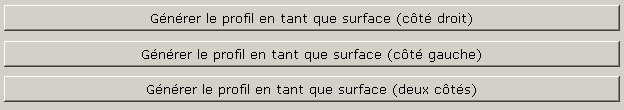 Générer le profil en tant que surface (côté droit)
Générer le profil en tant que surface (côté gauche)
Générer le profil en tant que surface (deux côtés)